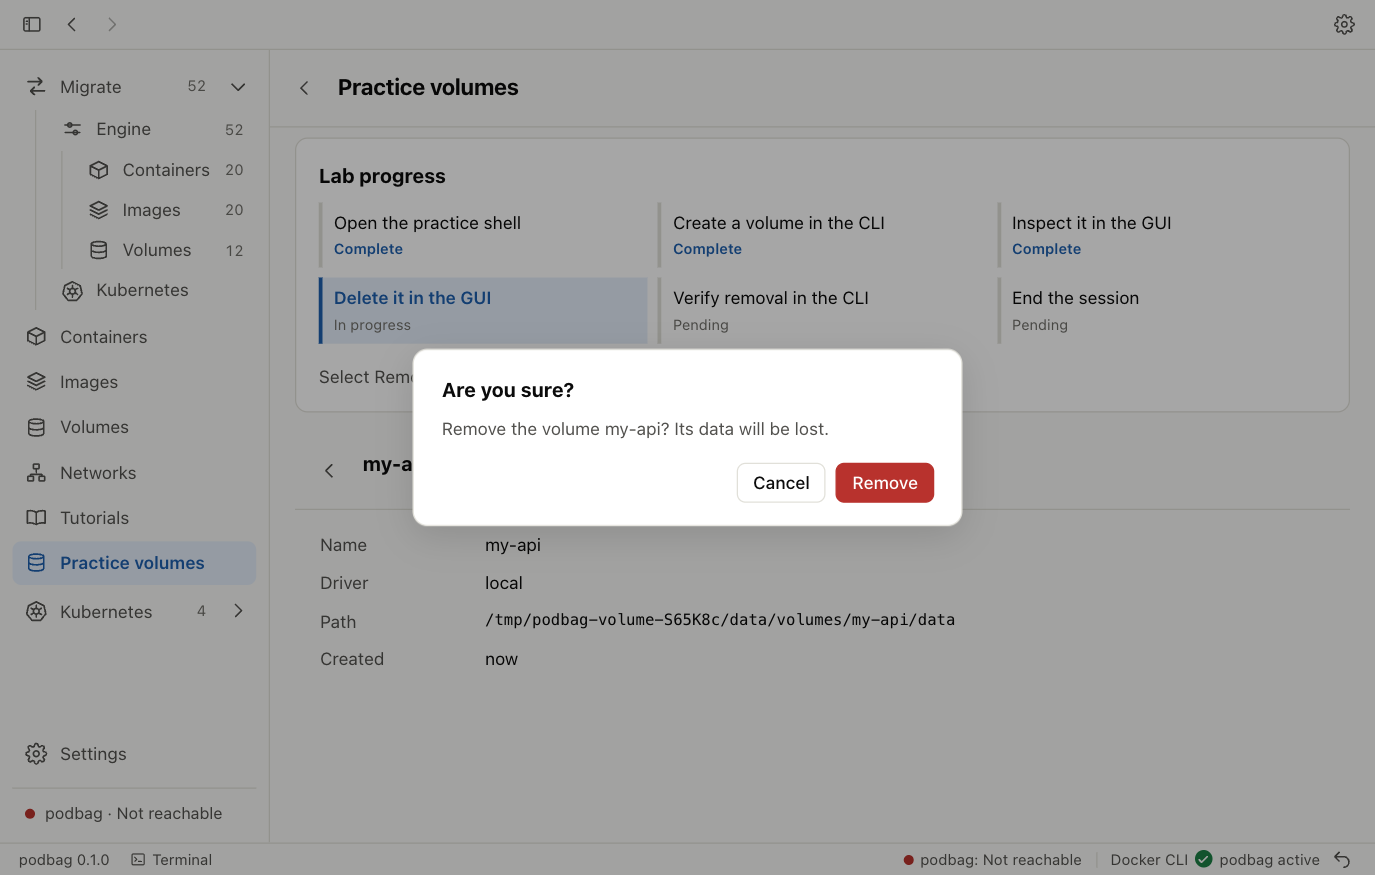 Migrate 52
Engine 52
Containers 20
Images 20
Volumes 12
Kubernetes
Containers
Images
Volumes
Networks
Tutorials
Practice volumes
Kubernetes 4
Settings
podbag · Not reachable
Practice volumes
Lab progress
Open the practice shell
Complete
Create a volume in the CLI
Complete
Inspect it in the GUI
Complete
Delete it in the GUI
In progress
Verify removal in the CLI
Pending
End the session
Pending
Select
Are you sure?
Remove the volume my-api? Its data will be lost.
Cancel
Remove
Name my-api
Driver local
Path /tmp/podbag-volume-S65K8c/data/volumes/my-api/data
Created now
podbag 0.1.0
Terminal
podbag: Not reachable
Docker CLI podbag active